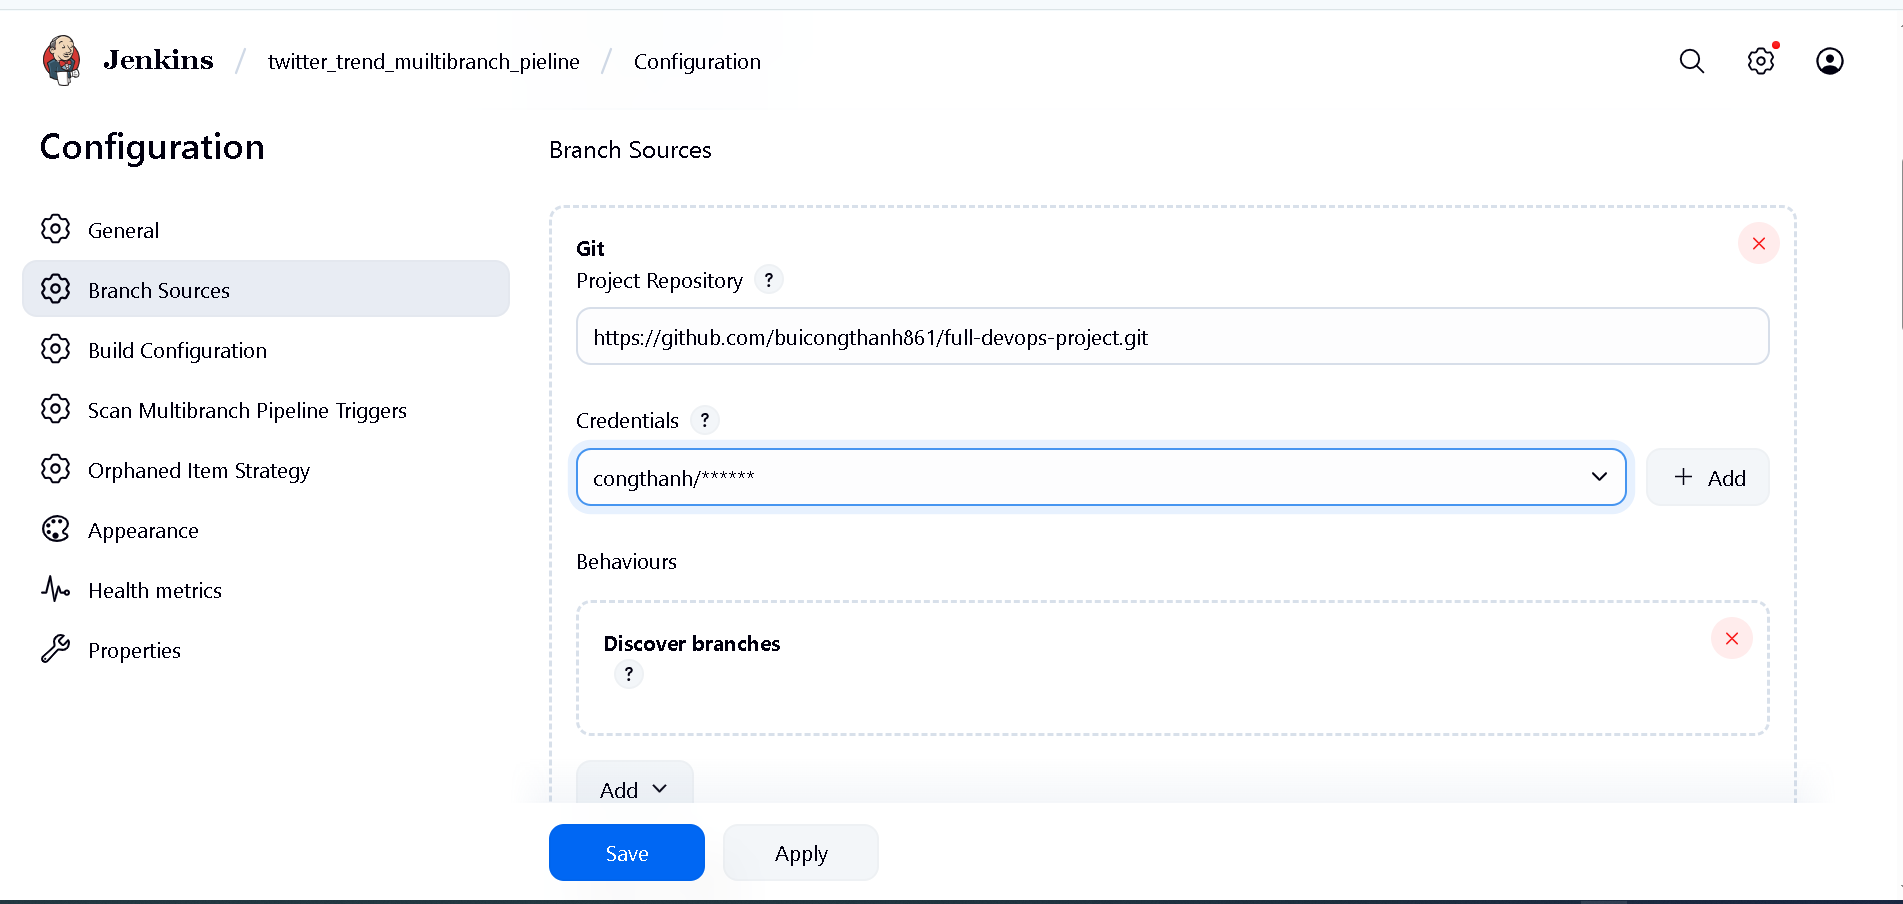 Jenkins / twitter_trend_muiltibranch_pieline / Configuration
Configuration
General
Branch Sources
Build Configuration
Scan Multibranch Pipeline Triggers
Orphaned Item Strategy
Appearance
Health metrics
Properties
Branch Sources
Git
Project Repository ?
https://github.com/buicongthanh861/full-devops-project.git
Credentials ?
congthanh/******
+ Add
Behaviours
Discover branches
?
Add
Save
Apply